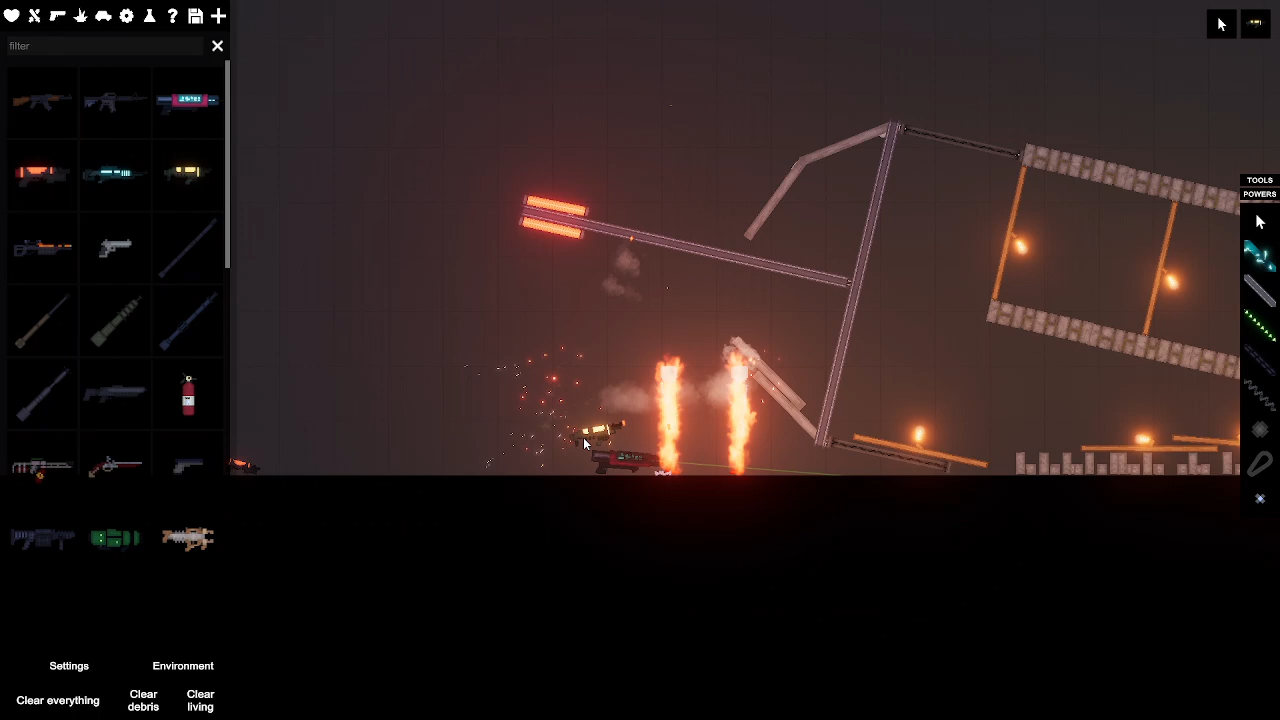 filter
TOOLS
POWERS
Settings
Environment
Clear everything
Clear
debris
Clear
living